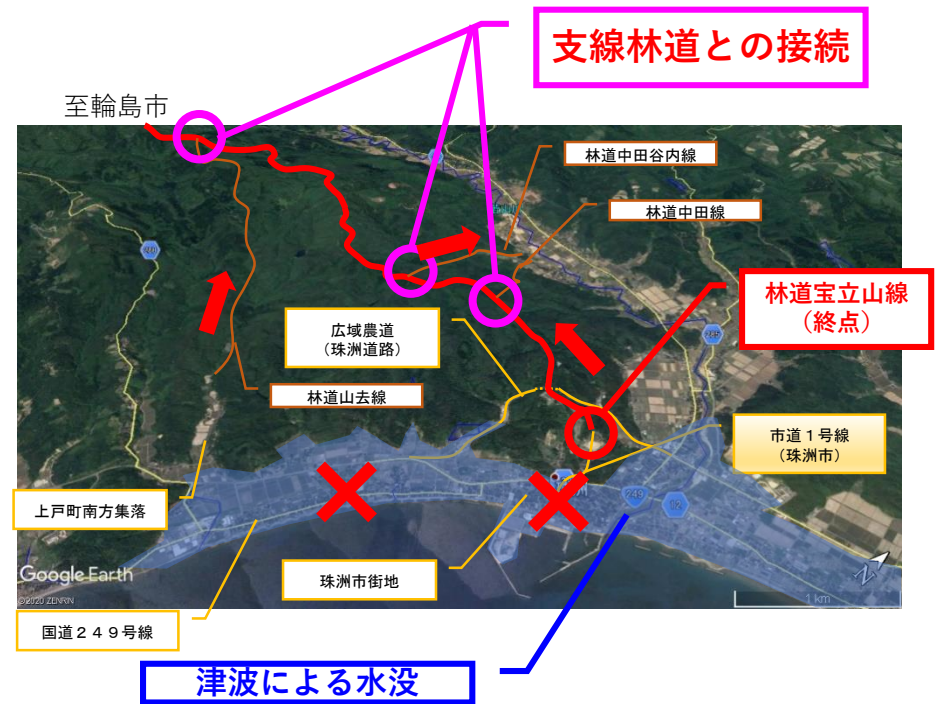 支線林道との接続
至輪島市
林道中田谷内線
林道中田線
林道宝立山線
（終点）
広域農道
（珠洲道路）
林道山去線
市道１号線
（珠洲市）
上戸町南方集落
珠洲市街地
国道２４９号線
津波による水没
285
249
12
Google Earth
©2020 ZENRIN
1 km
N